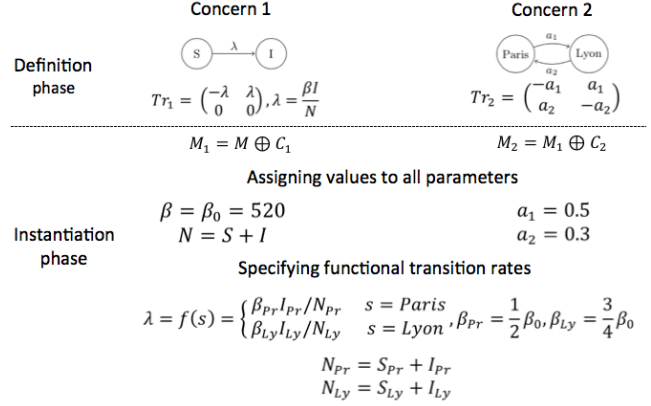 Concern 1 Concern 2
S λ I
Paris a₁ Lyon
a₂
Definition phase
Tr₁ = (−λ λ
0 0), λ = βI/N
Tr₂ = (−a₁ a₁
a₂ −a₂)
M₁ = M ⊕ C₁ M₂ = M₁ ⊕ C₂
Assigning values to all parameters
β = β₀ = 520 a₁ = 0.5
N = S + I a₂ = 0.3
Instantiation phase
Specifying functional transition rates
λ = f(s) = {β_Pr I_Pr/N_Pr s = Paris
β_Ly I_Ly/N_Ly s = Lyon , β_Pr = 1/2 β₀, β_Ly = 3/4 β₀
N_Pr = S_Pr + I_Pr
N_Ly = S_Ly + I_Ly